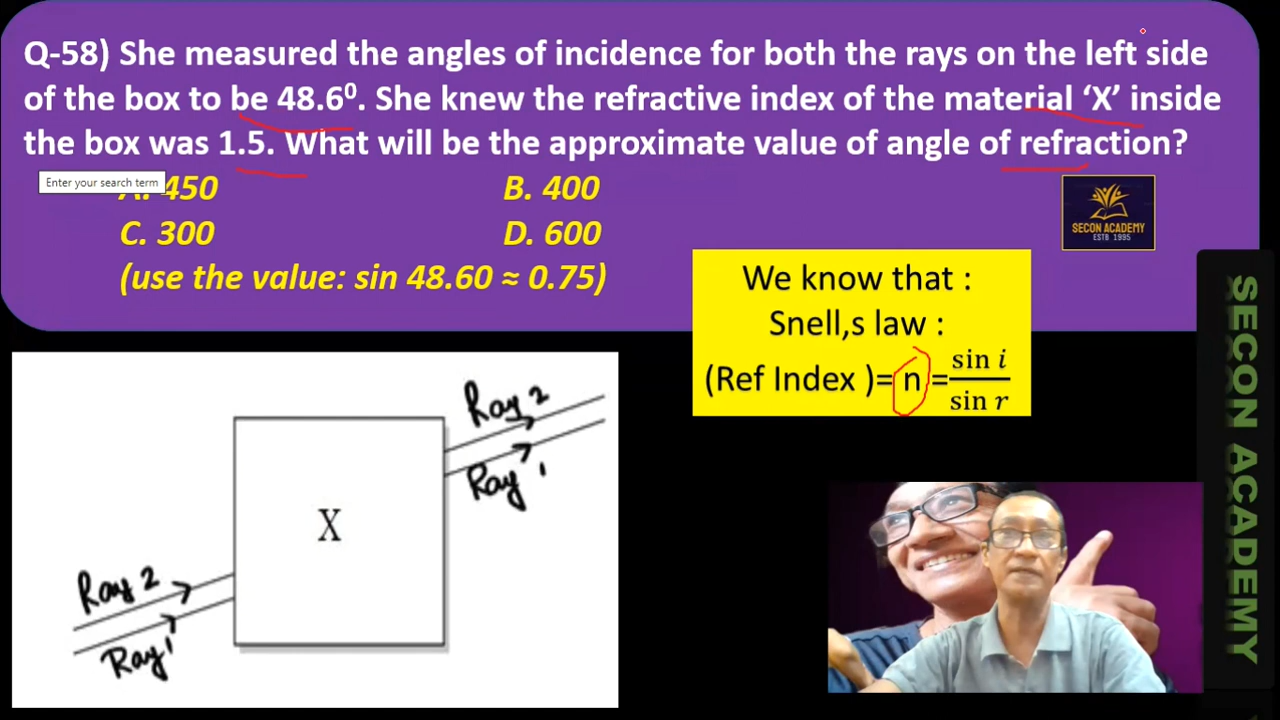 Q-58) She measured the angles of incidence for both the rays on the left side
of the box to be 48.6⁰. She knew the refractive index of the material ‘X’ inside
the box was 1.5. What will be the approximate value of angle of refraction?
Enter your search term
A. 450 B. 400
C. 300 D. 600
(use the value: sin 48.60 ≈ 0.75)
SECON ACADEMY
ESTB 1995
We know that :
Snell,s law :
(Ref Index )= n = sin i / sin r
Ray 2
Ray 1
X
Ray 2
Ray 1
SECON ACADEMY